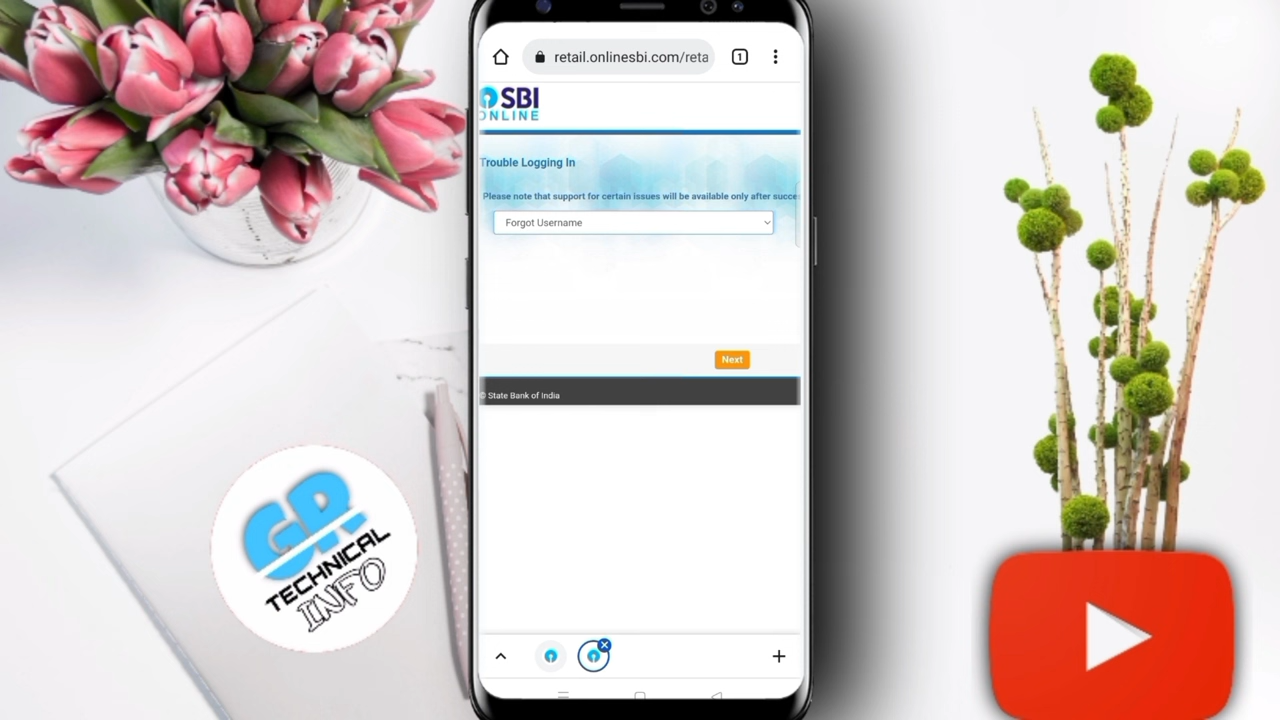 retail.onlinesbi.com/reta
1
SBI
ONLINE
Trouble Logging In
Please note that support for certain issues will be available only after succe
Forgot Username
Next
© State Bank of India
GR
TECHNICAL
INFO